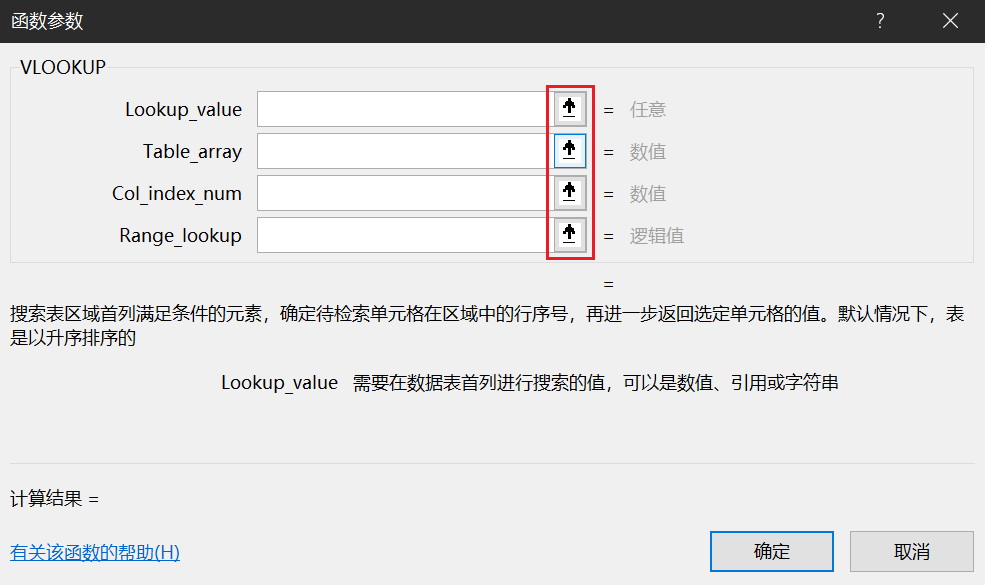 函数参数 ?
VLOOKUP
Lookup_value = 任意
Table_array = 数值
Col_index_num = 数值
Range_lookup = 逻辑值
=
搜索表区域首列满足条件的元素，确定待检索单元格在区域中的行序号，再进一步返回选定单元格的值。默认情况下，表
是以升序排序的
Lookup_value 需要在数据表首列进行搜索的值，可以是数值、引用或字符串
计算结果 =
有关该函数的帮助(H) 确定 取消